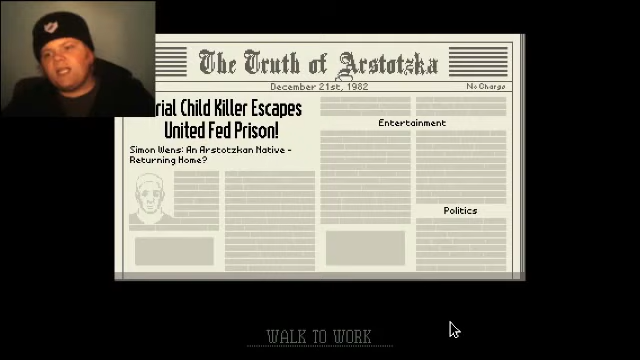 The Truth of Arstotzka
December 21st, 1982
No Charge
rial Child Killer Escapes
United Fed Prison!
Simon Wens: An Arstotzkan Native -
Returning Home?
Entertainment
Politics
WALK TO WORK